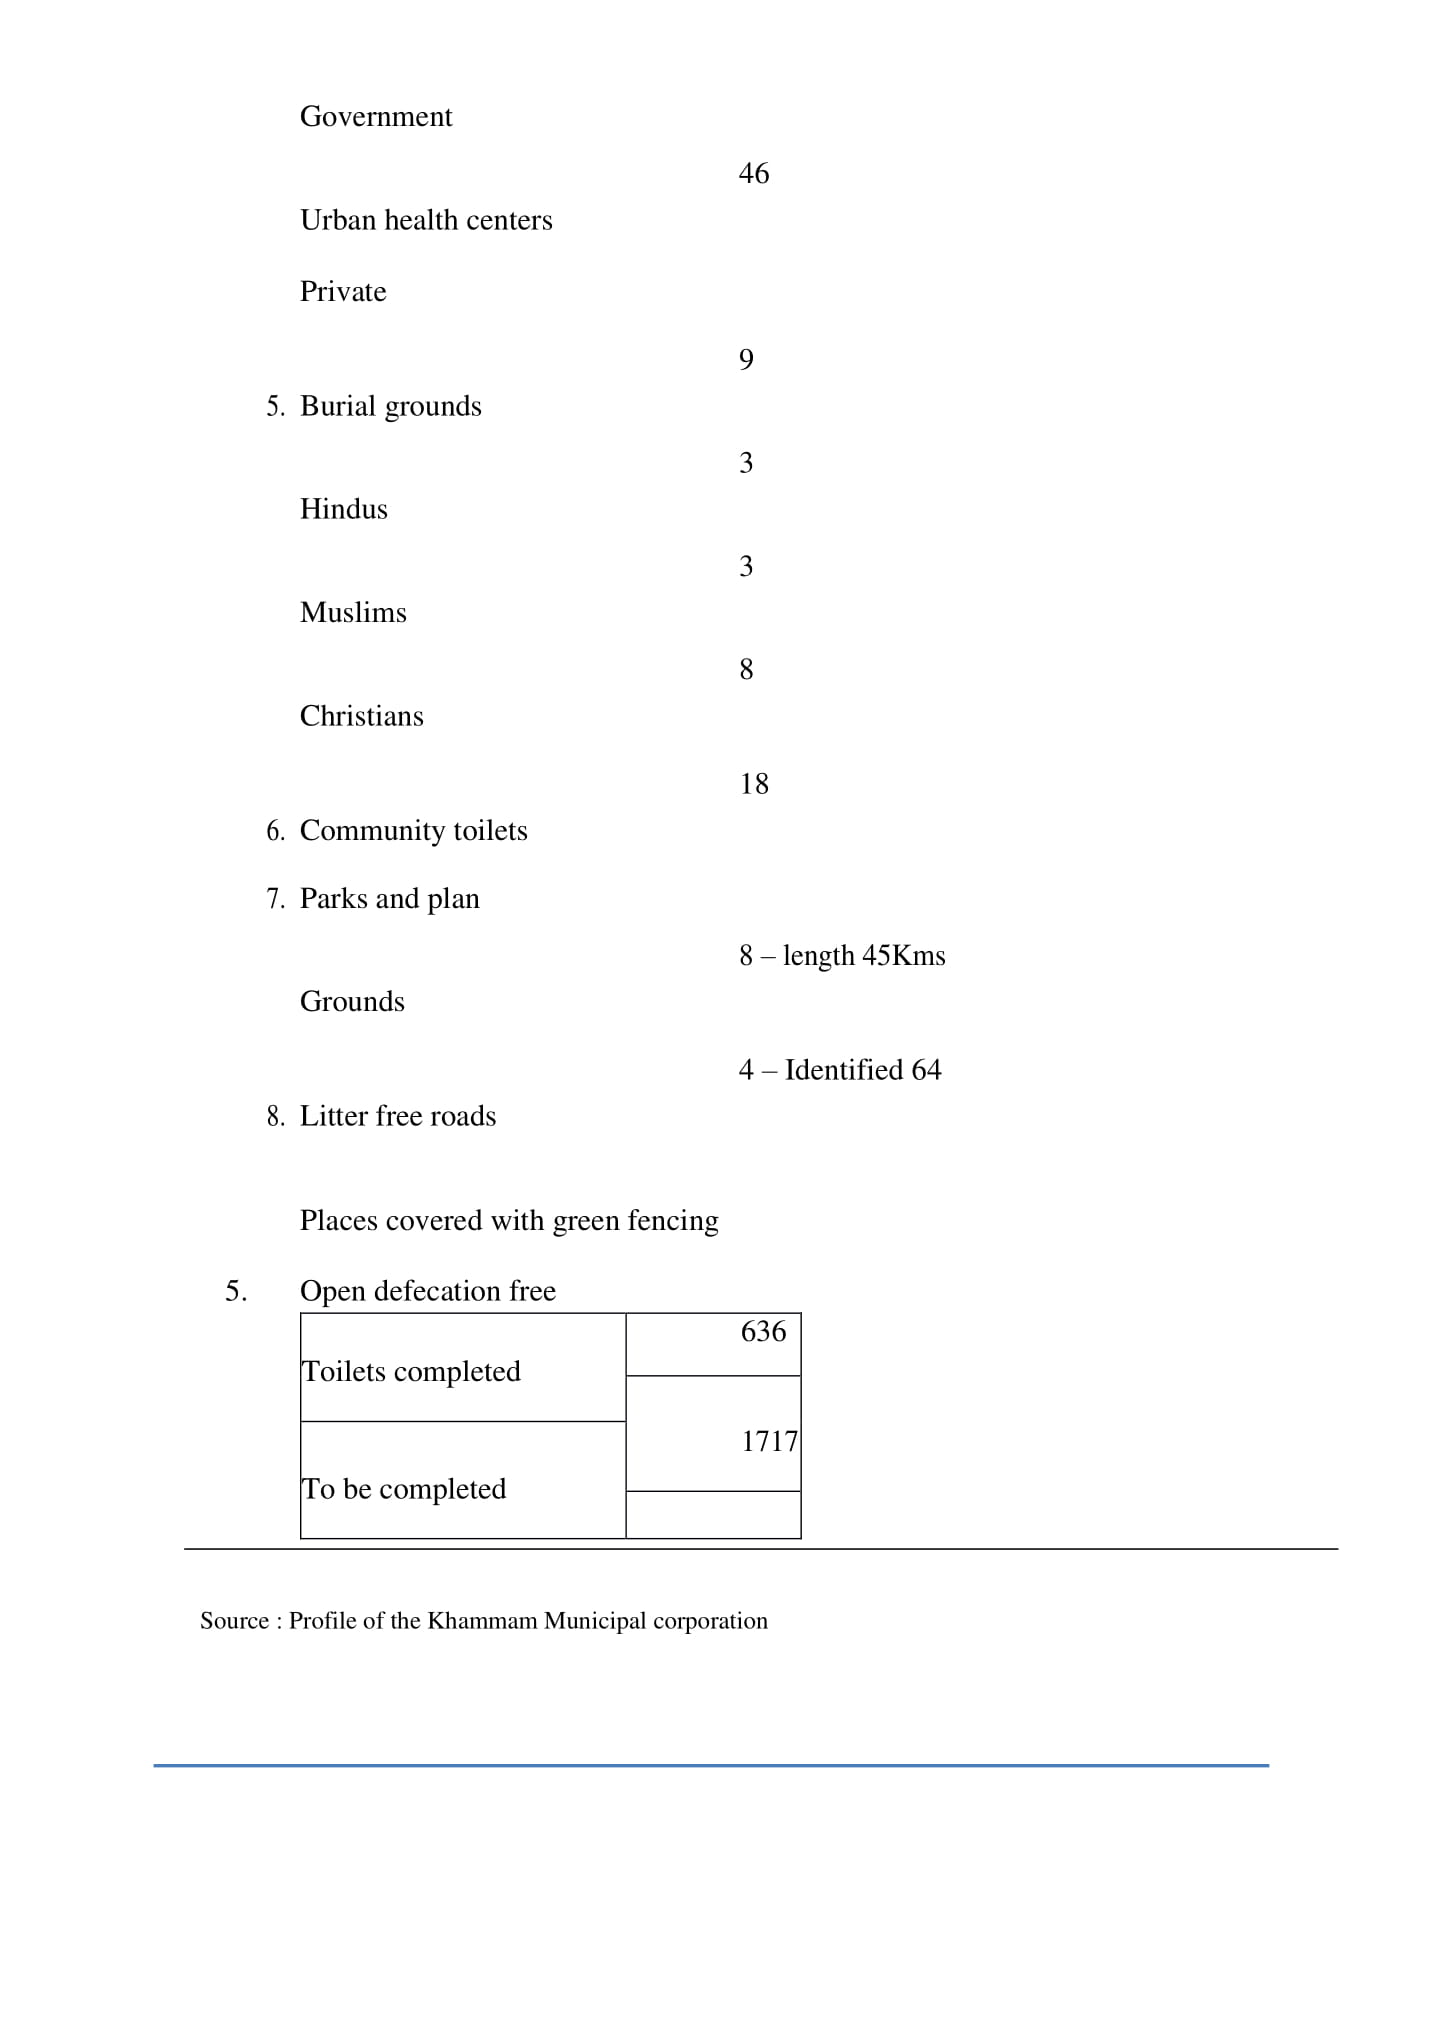 Government
46
Urban health centers
Private
9
5. Burial grounds
3
Hindus
3
Muslims
8
Christians
18
6. Community toilets
7. Parks and plan
8 – length 45Kms
Grounds
4 – Identified 64
8. Litter free roads
Places covered with green fencing
5. Open defecation free
636
Toilets completed
1717
To be completed
Source : Profile of the Khammam Municipal corporation